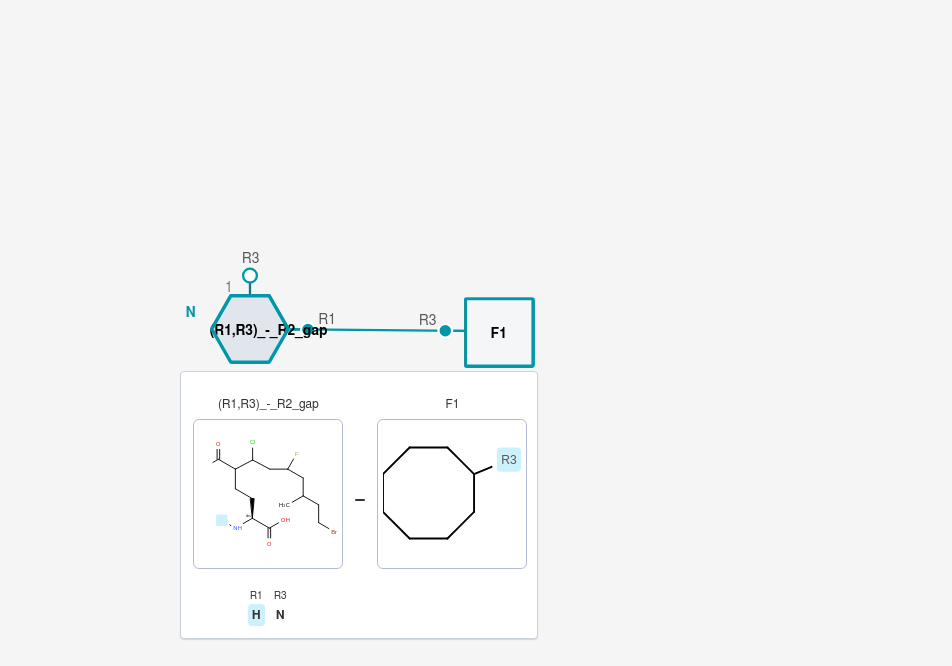 R3
1
N
(R1,R3)_-_R2_gap
R1
R3
F1
(R1,R3)_-_R2_gap
F1
O
Cl
F
H₃C
NH
OH
O
Br
R3
–
R1 R3
H N